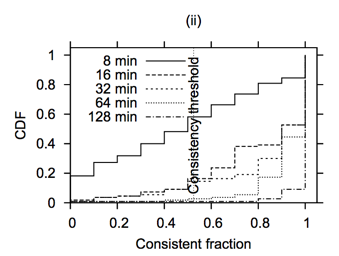 (ii)
CDF
1
0.8
0.6
0.4
0.2
0
8 min
16 min
32 min
64 min
128 min
Consistency threshold
0 0.2 0.4 0.6 0.8 1
Consistent fraction